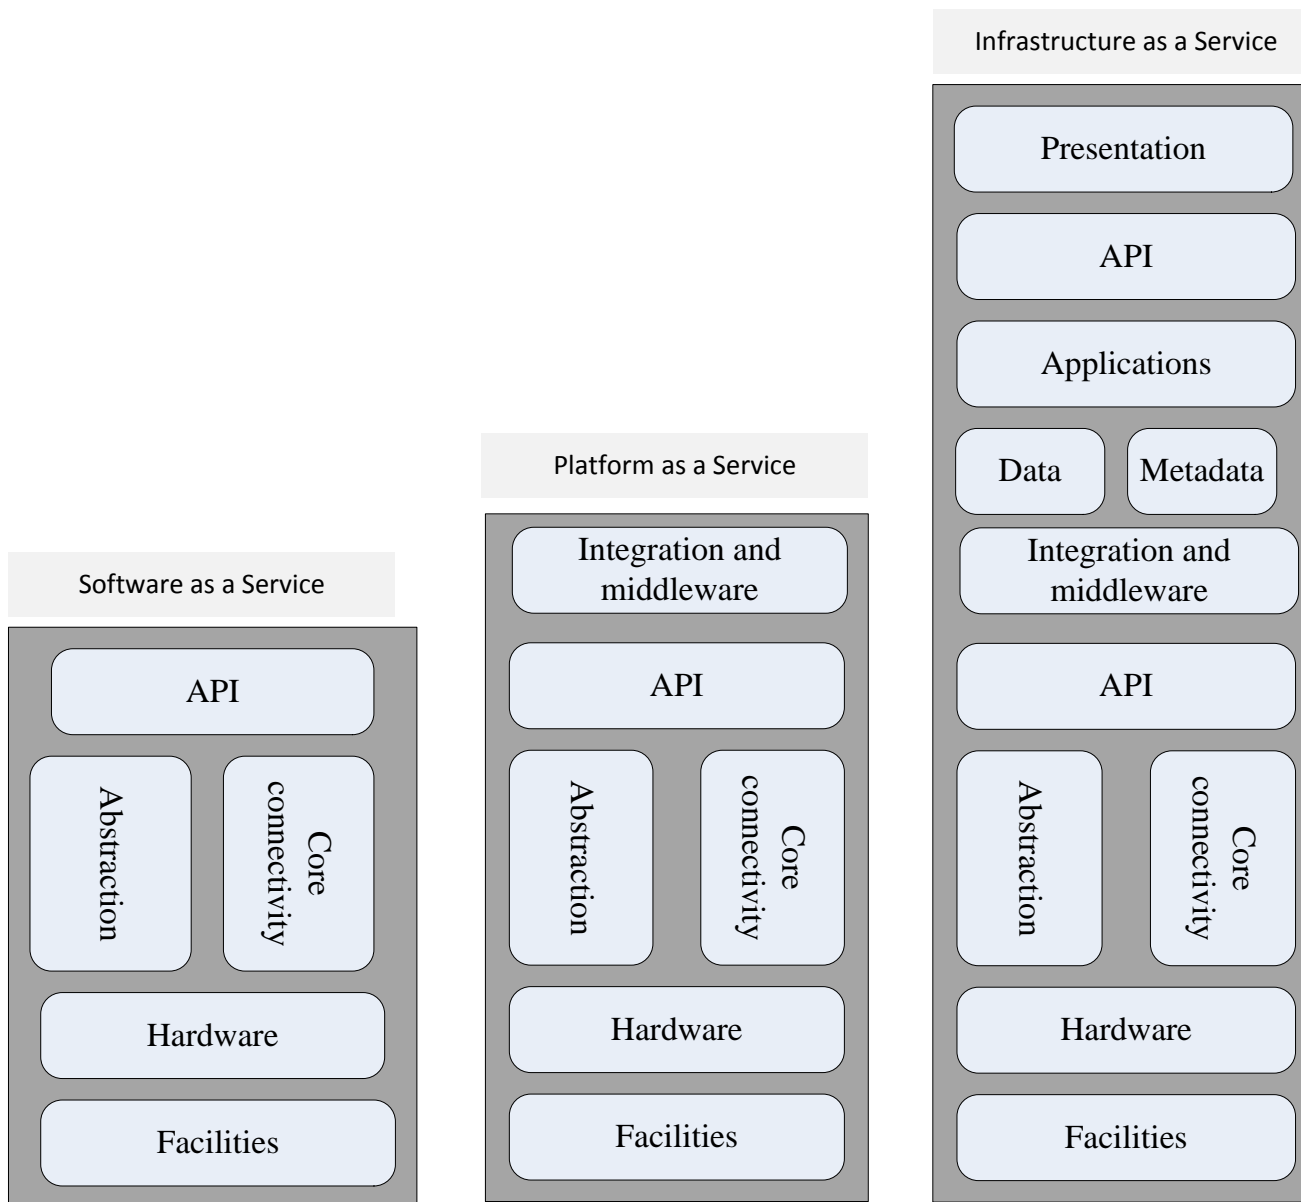 Software as a Service
API
Abstraction
Core
connectivity
Hardware
Facilities
Platform as a Service
Integration and
middleware
API
Abstraction
Core
connectivity
Hardware
Facilities
Infrastructure as a Service
Presentation
API
Applications
Data
Metadata
Integration and
middleware
API
Abstraction
Core
connectivity
Hardware
Facilities